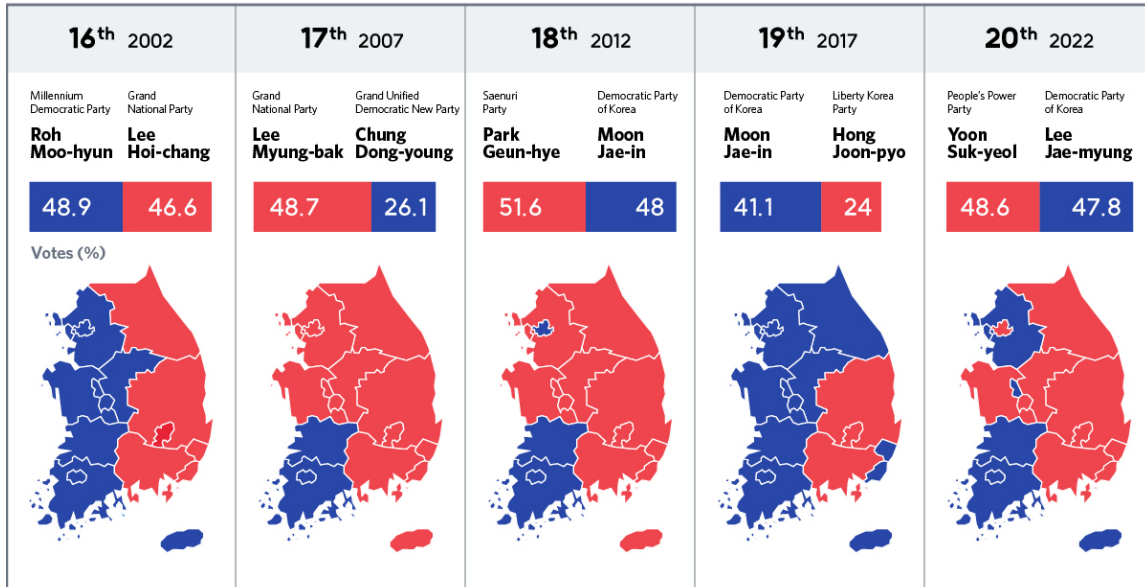 16th 2002
Millennium
Democratic Party
Grand
National Party
Roh
Moo-hyun
Lee
Hoi-chang
48.9
46.6
Votes (%)
17th 2007
Grand
National Party
Grand Unified
Democratic New Party
Lee
Myung-bak
Chung
Dong-young
48.7
26.1
18th 2012
Saenuri
Party
Democratic Party
of Korea
Park
Geun-hye
Moon
Jae-in
51.6
48
19th 2017
Democratic Party
of Korea
Liberty Korea
Party
Moon
Jae-in
Hong
Joon-pyo
41.1
24
20th 2022
People's Power
Party
Democratic Party
of Korea
Yoon
Suk-yeol
Lee
Jae-myung
48.6
47.8